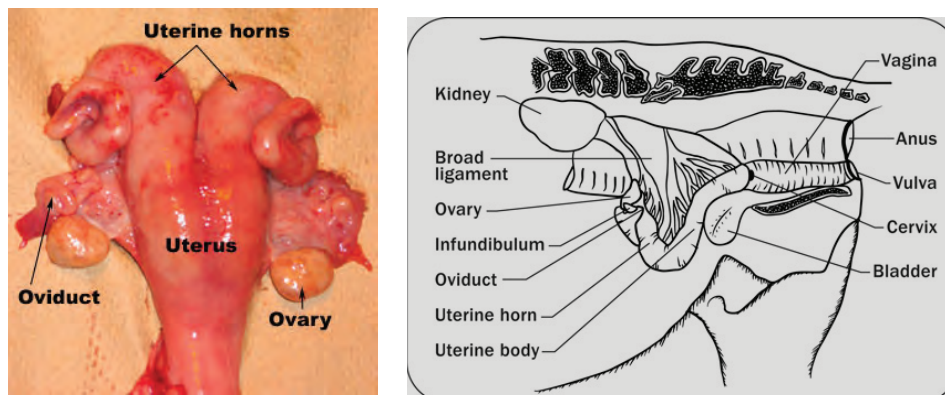 Uterine horns
Uterus
Oviduct
Ovary
Kidney
Broad
ligament
Ovary
Infundibulum
Oviduct
Uterine horn
Uterine body
Vagina
Anus
Vulva
Cervix
Bladder